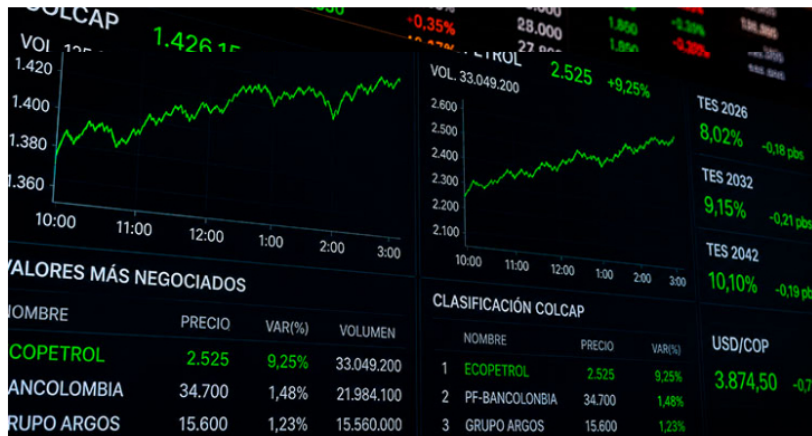 COLCAP
1.426,15
VOL
1.420
1.400
1.380
1.360
10:00 11:00 12:00 1:00 2:00 3:00
VALORES MÁS NEGOCIADOS
NOMBRE PRECIO VAR(%) VOLUMEN
COPETROL 2.525 9,25% 33.049.200
ANCOLOMBIA 34.700 1,48% 21.984.100
RUPO ARGOS 15.600 1,23% 15.560.000
+0,35%
28.000
1,850
PETROL 2.525 +9,25%
VOL. 33.049.200
2.600
2.500
2.400
2.300
2.200
2.100
10:00 11:00 12:00 1:00 2:00 3:00
CLASIFICACIÓN COLCAP
NOMBRE PRECIO VAR(%)
1 ECOPETROL 2.525 9,25%
2 PF-BANCOLONBIA 34.700 1,48%
3 GRUPO ARGOS 15.600 1,23%
TES 2026
8,02% -0,18 pbs
TES 2032
9,15% -0,21 pbs
TES 2042
10,10% -0,19 pb
USD/COP
3.874,50 -0,7